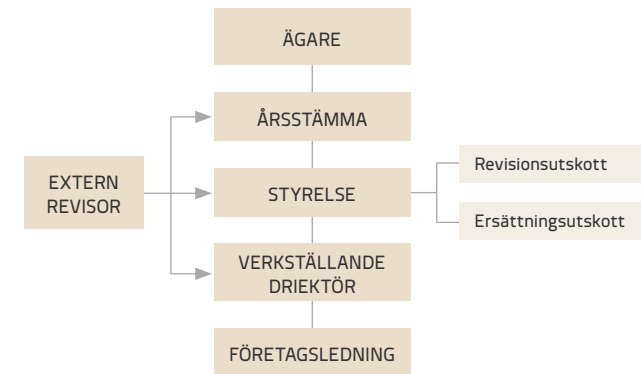 ÄGARE
ÅRSSTÄMMA
EXTERN
REVISOR
STYRELSE
Revisionsutskott
Ersättningsutskott
VERKSTÄLLANDE
DRIEKTÖR
FÖRETAGSLEDNING